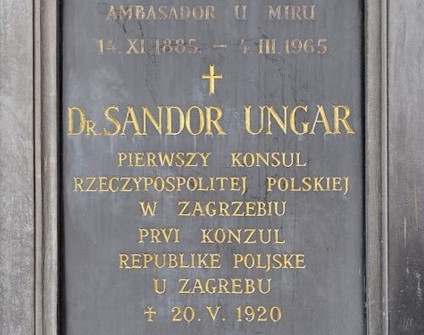 AMBASADOR U MIRU
14. XI 1885. – 4 III. 1965
✝
DR. SANDOR UNGAR
PIERWSZY KONSUL
RZECZYPOSPOLITEJ POLSKIEJ
W ZAGRZEBIU
PRVI KONZUL
REPUBLIKE POLJSKE
U ZAGREBU
✝ 20. V. 1920